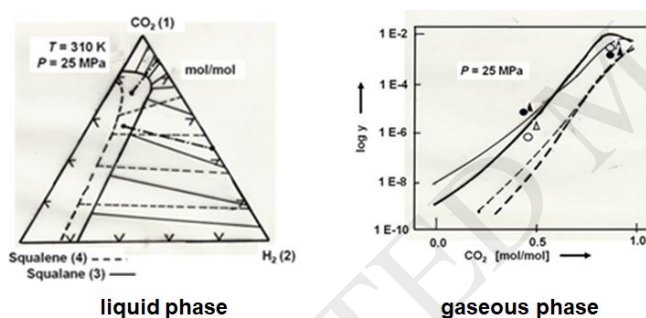 CO₂ (1)
T = 310 K
P = 25 MPa
mol/mol
Squalene (4)
Squalane (3)
H₂ (2)
liquid phase
1 E-2
1 E-4
1 E-6
1 E-8
1 E-10
log y
P = 25 MPa
0.0
0.5
1.0
CO₂ [mol/mol]
gaseous phase
TED M